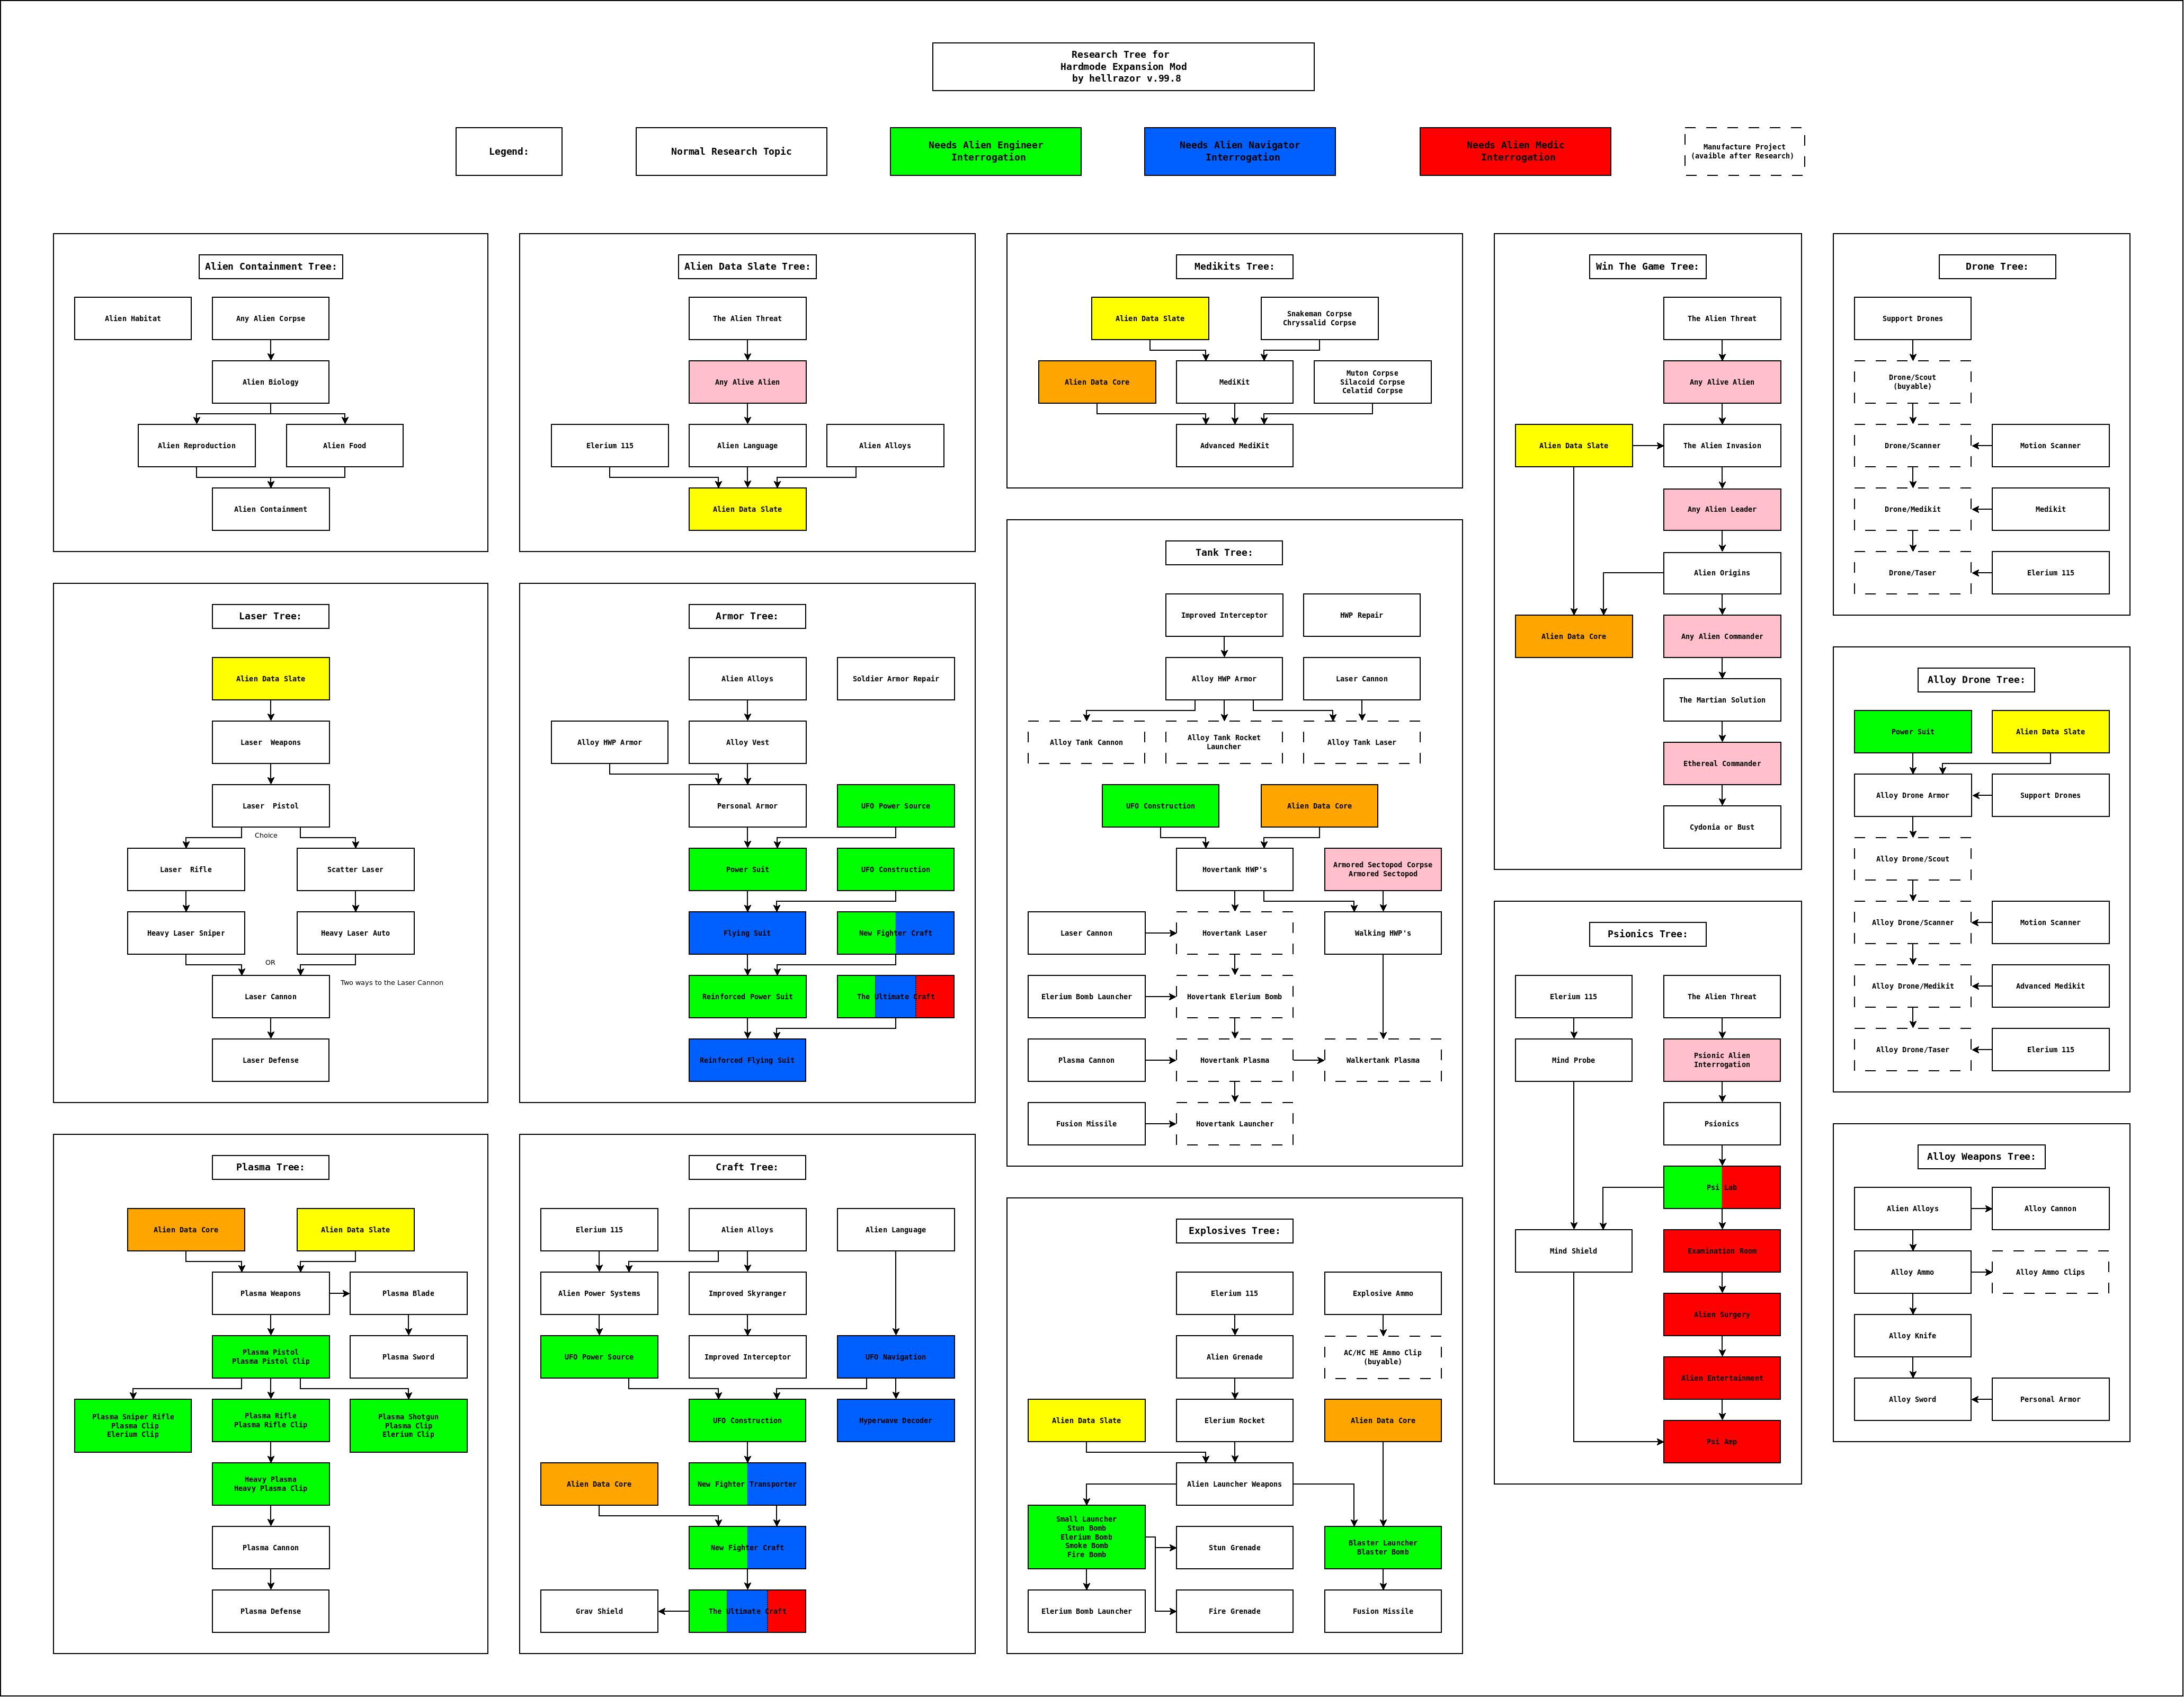 Research Tree for
Hardmode Expansion Mod
by hellrazor v.99.8
Legend:
Normal Research Topic
Needs Alien Engineer
Interrogation
Needs Alien Navigator
Interrogation
Needs Alien Medic
Interrogation
Manufacture Project
(avaible after Research)
Alien Containment Tree:
Alien Habitat
Any Alien Corpse
Alien Biology
Alien Reproduction
Alien Food
Alien Containment
Alien Data Slate Tree:
The Alien Threat
Any Alive Alien
Elerium 115
Alien Language
Alien Alloys
Alien Data Slate
Medikits Tree:
Alien Data Slate
Snakeman Corpse
Chryssalid Corpse
Alien Data Core
MediKit
Muton Corpse
Silacoid Corpse
Celatid Corpse
Advanced MediKit
Win The Game Tree:
The Alien Threat
Any Alive Alien
Alien Data Slate
The Alien Invasion
Any Alien Leader
Alien Origins
Alien Data Core
Any Alien Commander
The Martian Solution
Ethereal Commander
Cydonia or Bust
Drone Tree:
Support Drones
Drone/Scout
(buyable)
Drone/Scanner
Motion Scanner
Drone/Medikit
Medikit
Drone/Taser
Elerium 115
Laser Tree:
Alien Data Slate
Laser  Weapons
Laser  Pistol
Choice
Laser  Rifle
Scatter Laser
Heavy Laser Sniper
Heavy Laser Auto
OR
Laser Cannon
Two ways to the Laser Cannon
Laser Defense
Armor Tree:
Alien Alloys
Soldier Armor Repair
Alloy HWP Armor
Alloy Vest
Personal Armor
UFO Power Source
Power Suit
UFO Construction
Flying Suit
New Fighter Craft
Reinforced Power Suit
The Ultimate Craft
Reinforced Flying Suit
Tank Tree:
Improved Interceptor
HWP Repair
Alloy HWP Armor
Laser Cannon
Alloy Tank Cannon
Alloy Tank Rocket
Launcher
Alloy Tank Laser
UFO Construction
Alien Data Core
Hovertank HWP's
Armored Sectopod Corpse
Armored Sectopod
Laser Cannon
Hovertank Laser
Walking HWP's
Elerium Bomb Launcher
Hovertank Elerium Bomb
Plasma Cannon
Hovertank Plasma
Walkertank Plasma
Fusion Missile
Hovertank Launcher
Alloy Drone Tree:
Power Suit
Alien Data Slate
Alloy Drone Armor
Support Drones
Alloy Drone/Scout
Alloy Drone/Scanner
Motion Scanner
Alloy Drone/Medikit
Advanced Medikit
Alloy Drone/Taser
Elerium 115
Psionics Tree:
Elerium 115
The Alien Threat
Mind Probe
Psionic Alien
Interrogation
Psionics
Psi Lab
Mind Shield
Examination Room
Alien Surgery
Alien Entertainment
Psi Amp
Plasma Tree:
Alien Data Core
Alien Data Slate
Plasma Weapons
Plasma Blade
Plasma Pistol
Plasma Pistol Clip
Plasma Sword
Plasma Sniper Rifle
Plasma Clip
Elerium Clip
Plasma Rifle
Plasma Rifle Clip
Plasma Shotgun
Plasma Clip
Elerium Clip
Heavy Plasma
Heavy Plasma Clip
Plasma Cannon
Plasma Defense
Craft Tree:
Elerium 115
Alien Alloys
Alien Language
Alien Power Systems
Improved Skyranger
UFO Power Source
Improved Interceptor
UFO Navigation
UFO Construction
Hyperwave Decoder
Alien Data Core
New Fighter Transporter
New Fighter Craft
Grav Shield
The Ultimate Craft
Explosives Tree:
Elerium 115
Explosive Ammo
Alien Grenade
AC/HC HE Ammo Clip
(buyable)
Alien Data Slate
Elerium Rocket
Alien Data Core
Alien Launcher Weapons
Small Launcher
Stun Bomb
Elerium Bomb
Smoke Bomb
Fire Bomb
Stun Grenade
Blaster Launcher
Blaster Bomb
Elerium Bomb Launcher
Fire Grenade
Fusion Missile
Alloy Weapons Tree:
Alien Alloys
Alloy Cannon
Alloy Ammo
Alloy Ammo Clips
Alloy Knife
Alloy Sword
Personal Armor